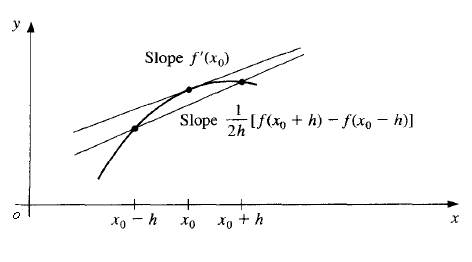 y
Slope f′(x₀)
Slope 1/2h [f(x₀ + h) − f(x₀ − h)]
o
x₀ − h x₀ x₀ + h x